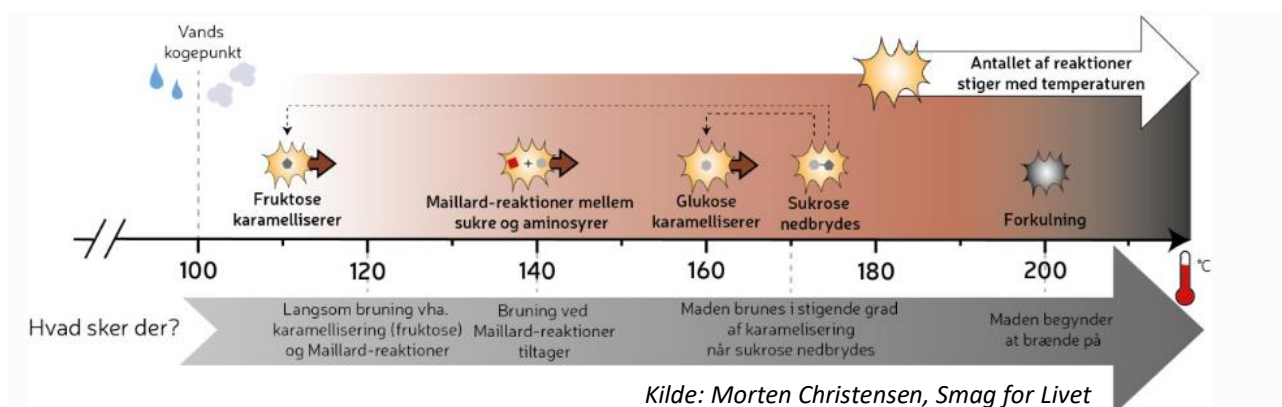 Vands
kogepunkt
Antallet af reaktioner
stiger med temperaturen
+
Fruktose
karamelliserer
Maillard-reaktioner mellem
sukre og aminosyrer
Glukose
karamelliserer
Sukrose
nedbrydes
Forkulning
100
120
140
160
180
200
°C
Hvad sker der?
Langsom bruning vha.
karamellisering (fruktose)
og Maillard-reaktioner
Bruning ved
Maillard-reaktioner
tiltager
Maden brunes i stigende grad
af karamelisering
når sukrose nedbrydes
Maden begynder
at brænde på
Kilde: Morten Christensen, Smag for Livet